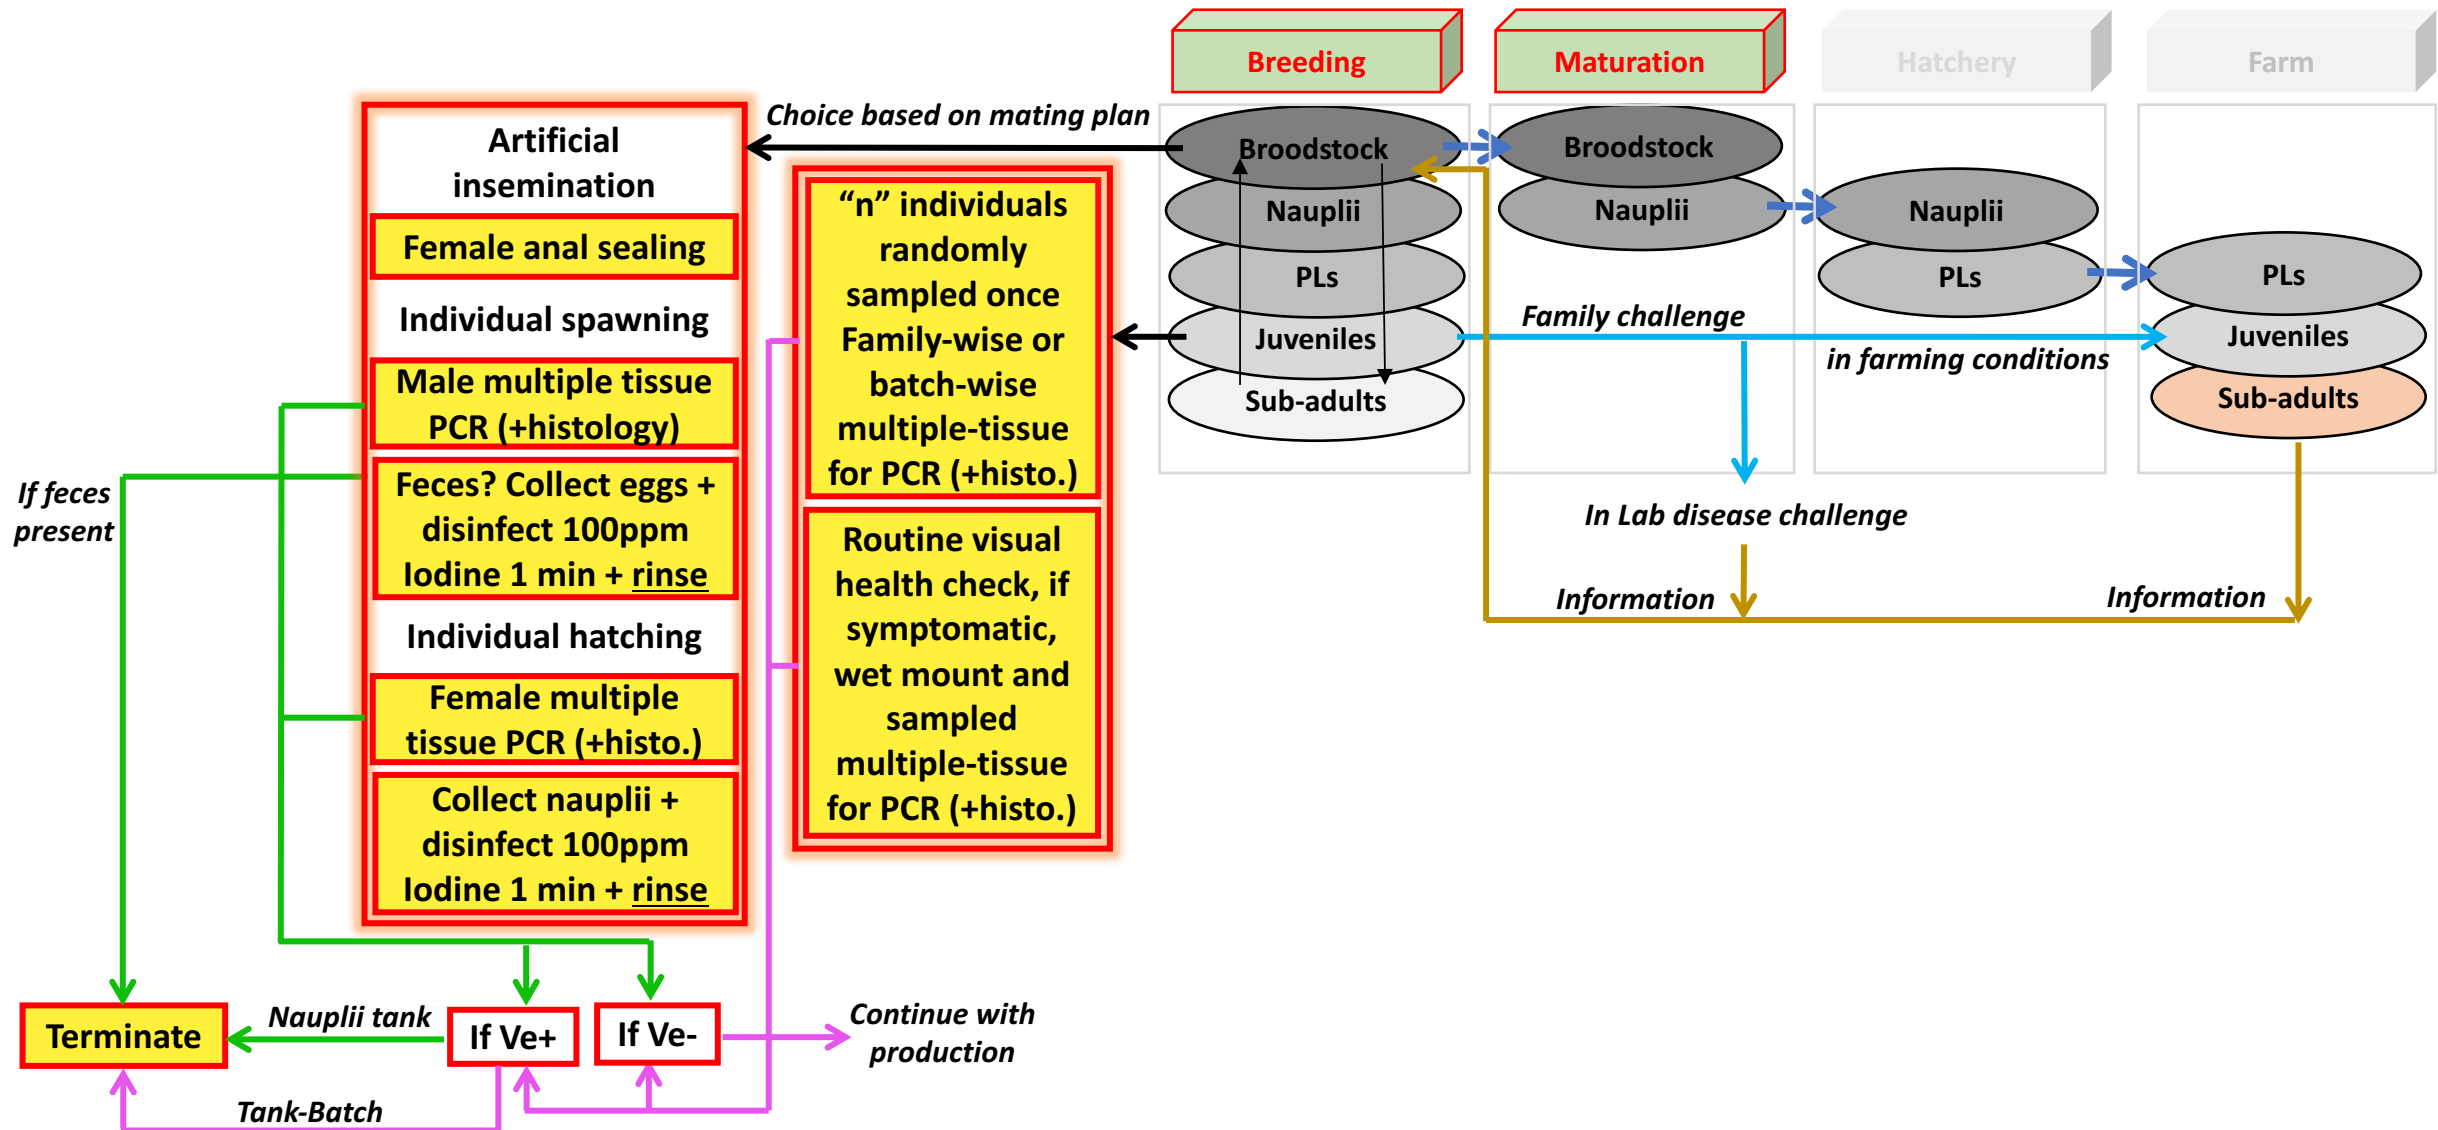 Breeding
Maturation
Hatchery
Farm
Choice based on mating plan
Artificial
insemination
Female anal sealing
Individual spawning
Male multiple tissue
PCR (+histology)
Feces? Collect eggs +
disinfect 100ppm
Iodine 1 min + rinse
Individual hatching
Female multiple
tissue PCR (+histo.)
Collect nauplii +
disinfect 100ppm
Iodine 1 min + rinse
“n” individuals
randomly
sampled once
Family-wise or
batch-wise
multiple-tissue
for PCR (+histo.)
Routine visual
health check, if
symptomatic,
wet mount and
sampled
multiple-tissue
for PCR (+histo.)
Broodstock
Nauplii
PLs
Juveniles
Sub-adults
Broodstock
Nauplii
Nauplii
PLs
PLs
Juveniles
Sub-adults
Family challenge
in farming conditions
In Lab disease challenge
Information
Information
If feces
present
Terminate
Nauplii tank
If Ve+
If Ve-
Continue with
production
Tank-Batch